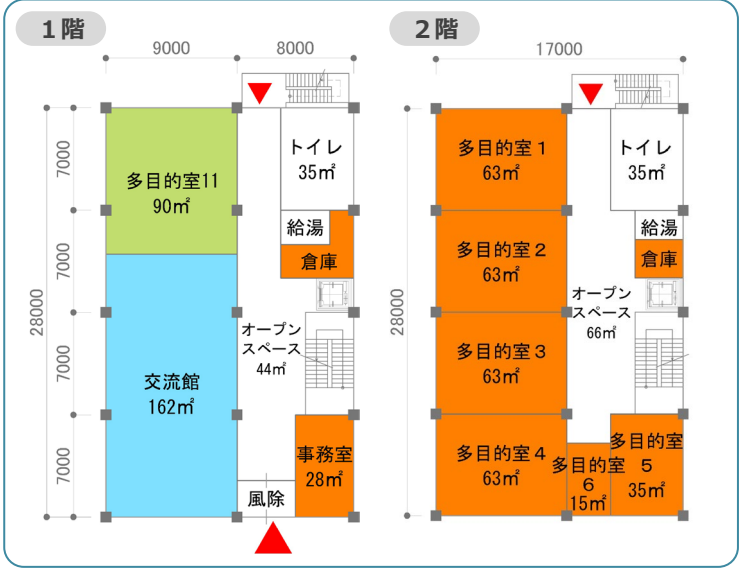 1階
9000
8000
28000
7000
7000
7000
7000
多目的室11
90㎡
交流館
162㎡
トイレ
35㎡
給湯
倉庫
オープン
スペース
44㎡
事務室
28㎡
風除
2階
17000
28000
多目的室1
63㎡
多目的室2
63㎡
多目的室3
63㎡
多目的室4
63㎡
トイレ
35㎡
給湯
倉庫
オープン
スペース
66㎡
多目的室
5
35㎡
多目的室
6
15㎡